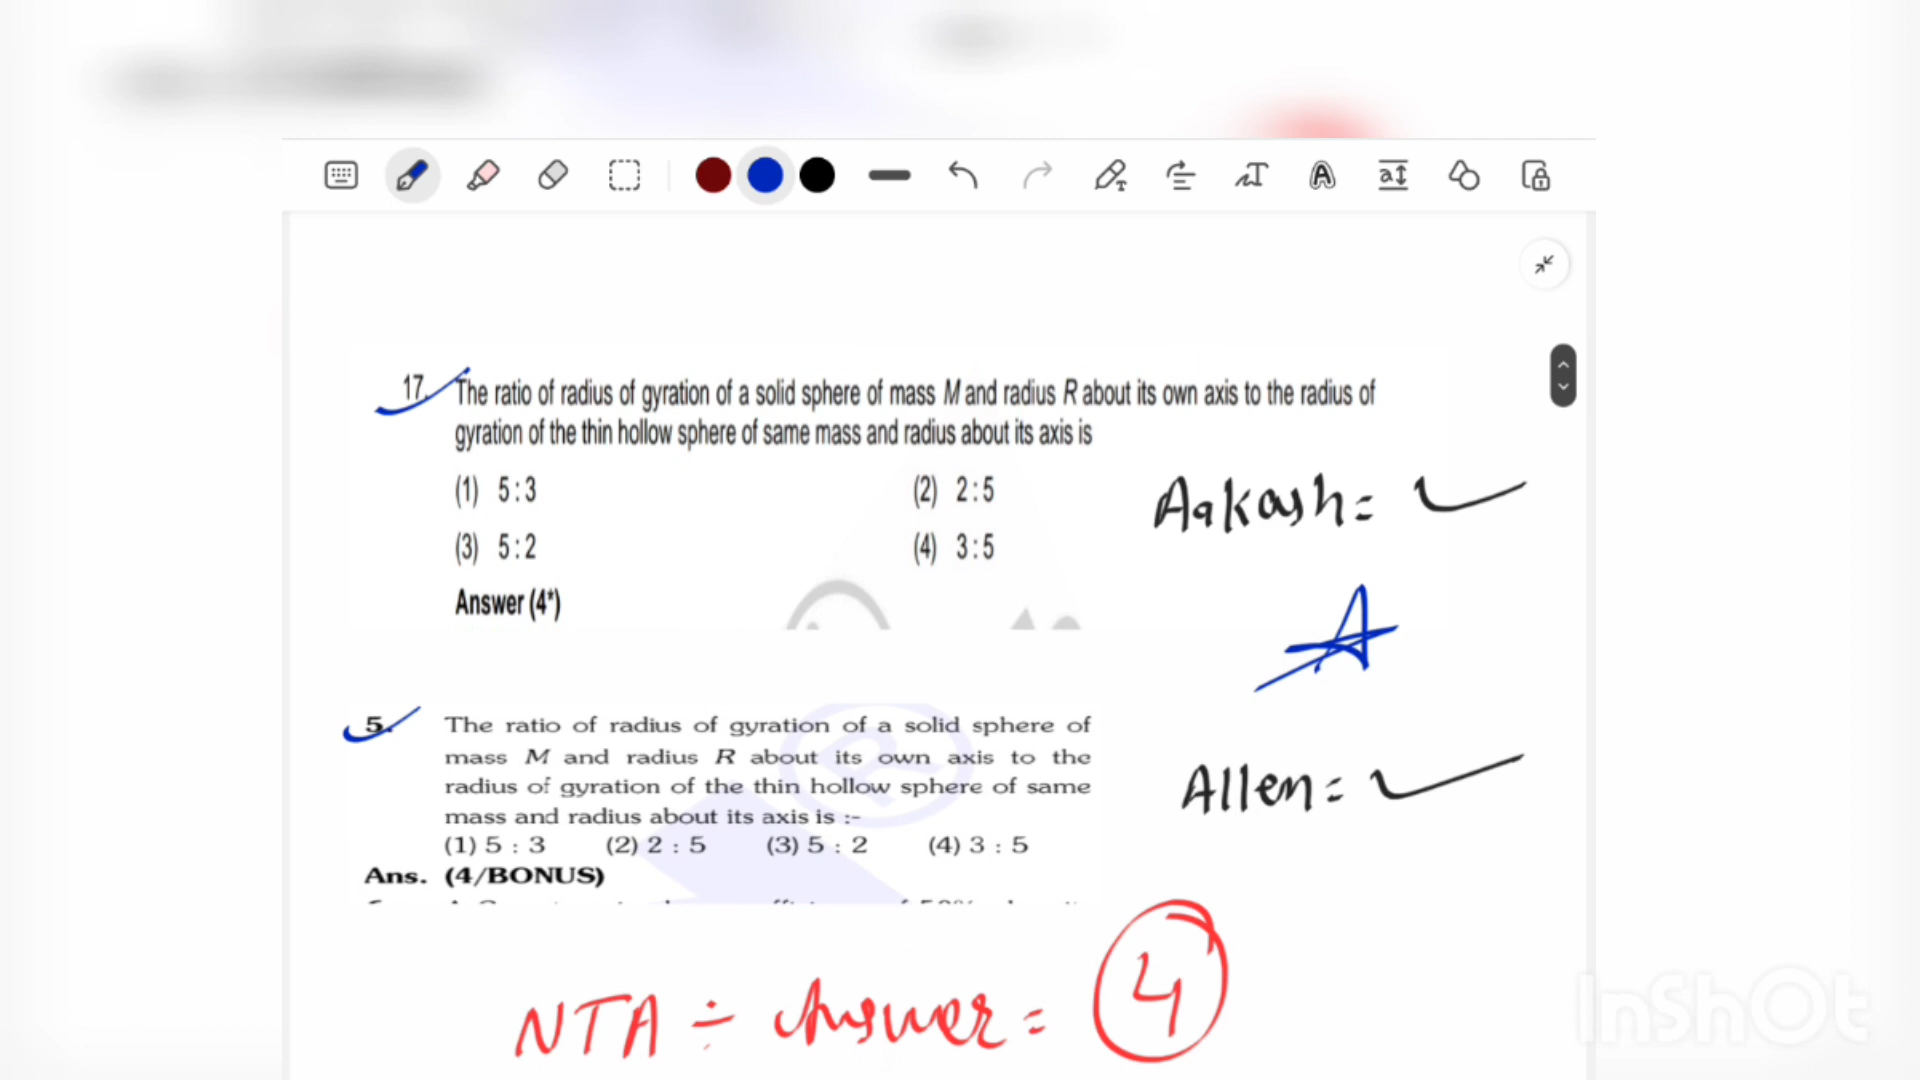 17. The ratio of radius of gyration of a solid sphere of mass M and radius R about its own axis to the radius of
gyration of the thin hollow sphere of same mass and radius about its axis is
(1) 5 : 3 (2) 2 : 5
(3) 5 : 2 (4) 3 : 5
Answer (4*)
Aakash = ✓
A
5. The ratio of radius of gyration of a solid sphere of
mass M and radius R about its own axis to the
radius of gyration of the thin hollow sphere of same
mass and radius about its axis is :-
(1) 5 : 3 (2) 2 : 5 (3) 5 : 2 (4) 3 : 5
Ans. (4/BONUS)
Allen = ✓
NTA ÷ Answer = 4
InShOt